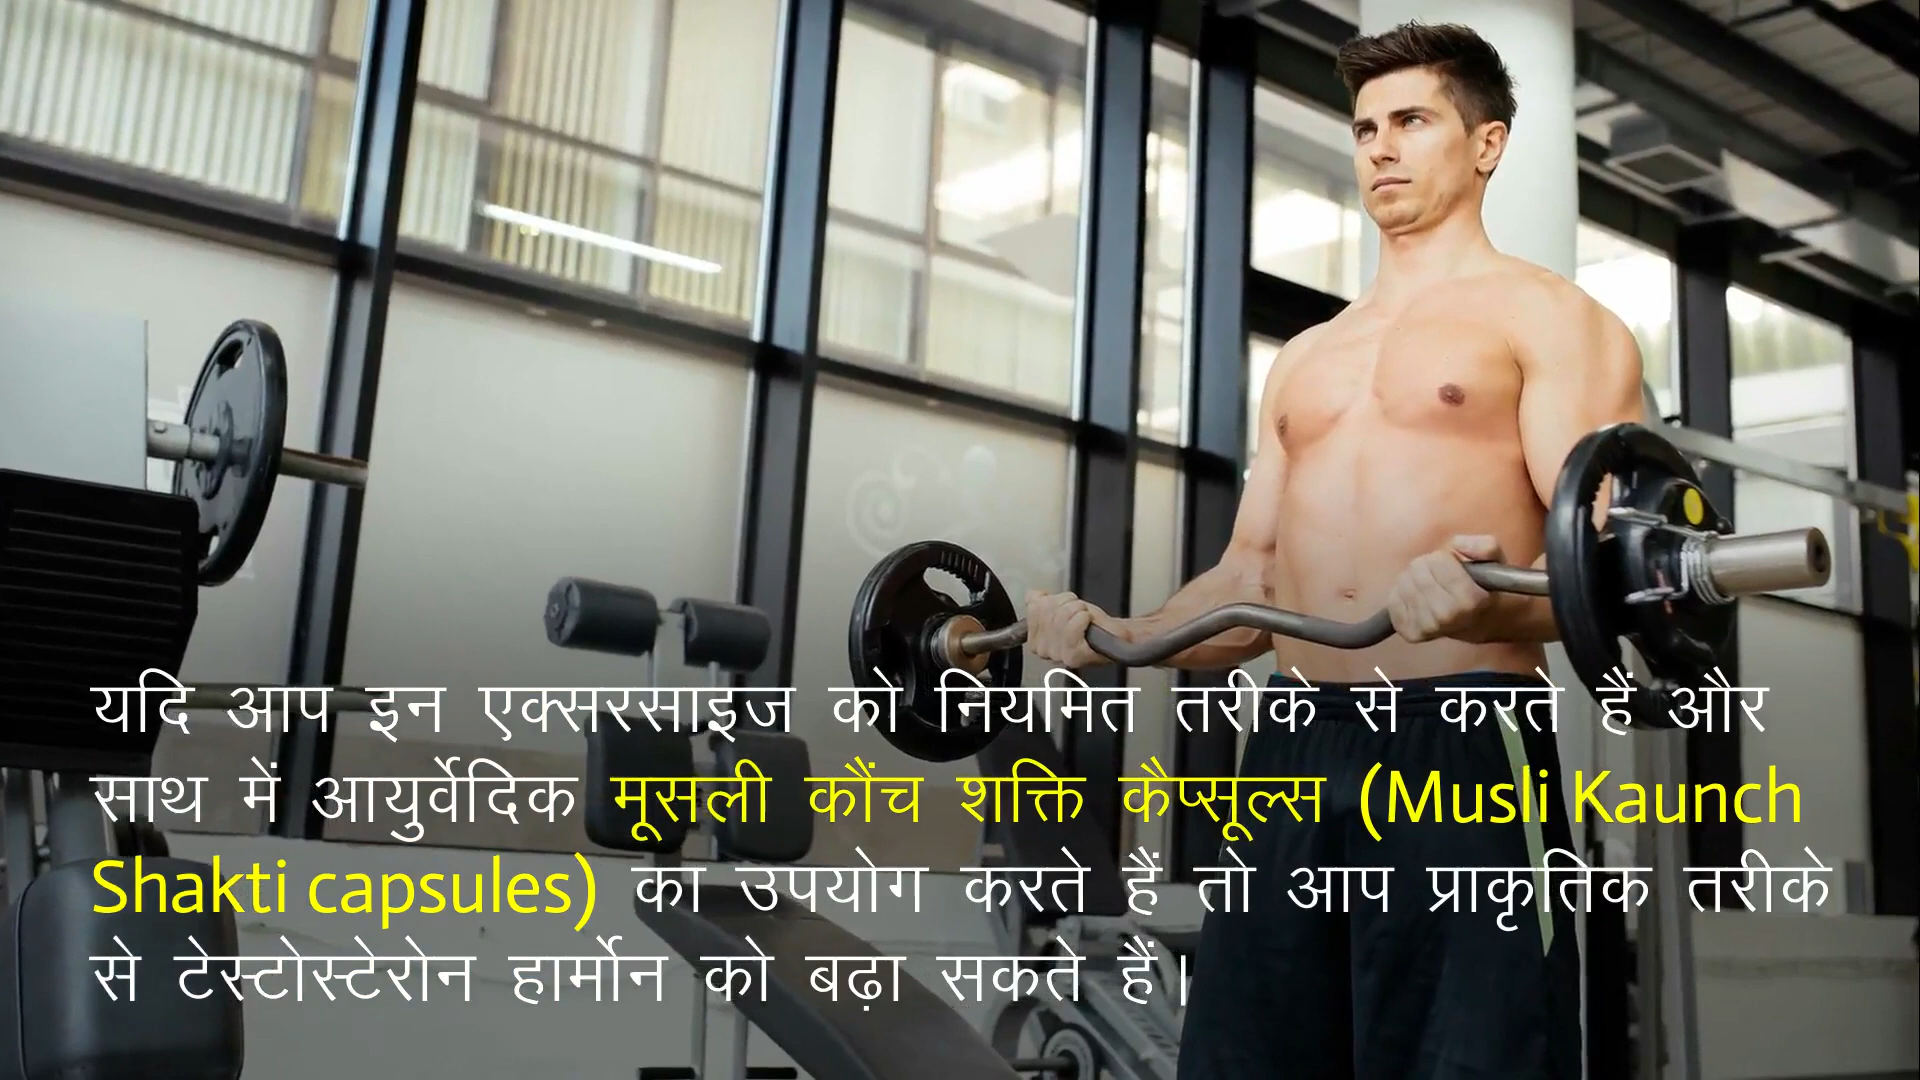 यदि आप इन एक्सरसाइज को नियमित तरीके से करते हैं और
साथ में आयुर्वेदिक मूसली कौंच शक्ति कैप्सूल्स (Musli Kaunch
Shakti capsules) का उपयोग करते हैं तो आप प्राकृतिक तरीके
से टेस्टोस्टेरोन हार्मोन को बढ़ा सकते हैं।